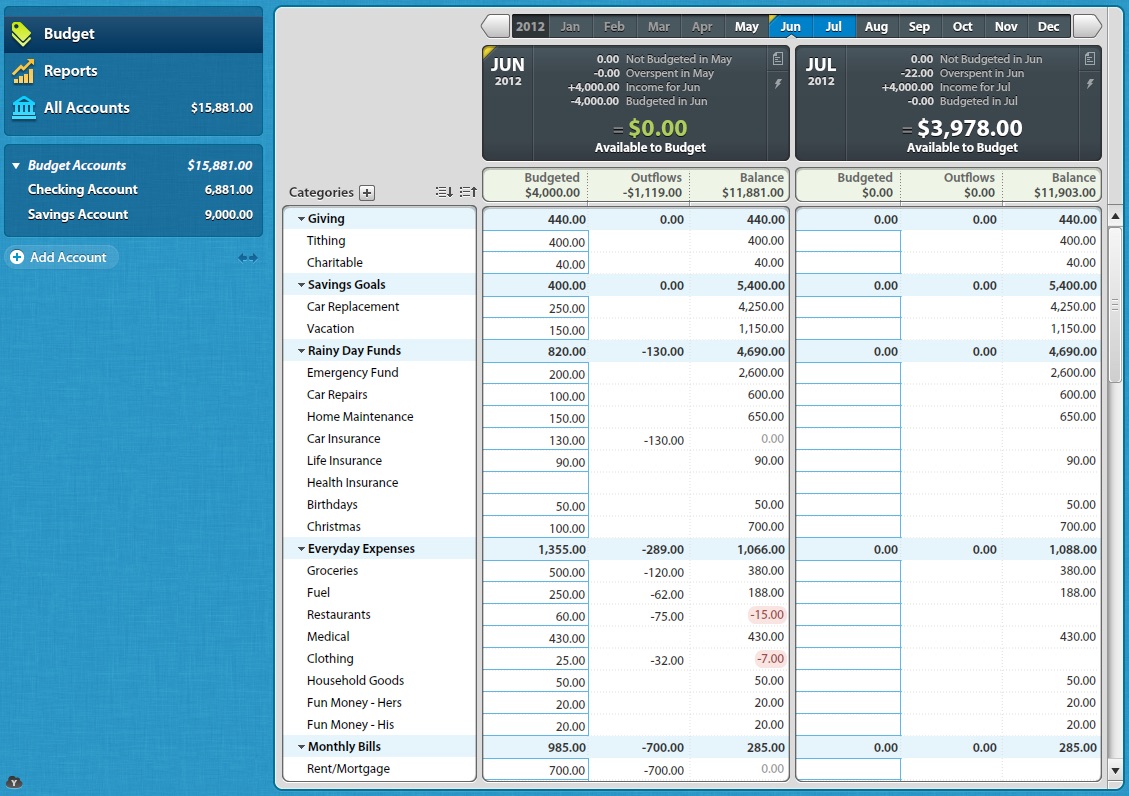 Budget
Reports
All Accounts $15,881.00
Budget Accounts $15,881.00
Checking Account 6,881.00
Savings Account 9,000.00
Add Account
2012 Jan Feb Mar Apr May Jun Jul Aug Sep Oct Nov Dec
JUN
2012
0.00 Not Budgeted in May
-0.00 Overspent in May
+4,000.00 Income for Jun
-4,000.00 Budgeted in Jun
= $0.00
Available to Budget
JUL
2012
0.00 Not Budgeted in Jun
-22.00 Overspent in Jun
+4,000.00 Income for Jul
-0.00 Budgeted in Jul
= $3,978.00
Available to Budget
Categories +
Budgeted Outflows Balance Budgeted Outflows Balance
$4,000.00 -$1,119.00 $11,881.00 $0.00 $0.00 $11,903.00
Giving 440.00 0.00 440.00 0.00 0.00 440.00
Tithing 400.00 400.00 400.00
Charitable 40.00 40.00 40.00
Savings Goals 400.00 0.00 5,400.00 0.00 0.00 5,400.00
Car Replacement 250.00 4,250.00 4,250.00
Vacation 150.00 1,150.00 1,150.00
Rainy Day Funds 820.00 -130.00 4,690.00 0.00 0.00 4,690.00
Emergency Fund 200.00 2,600.00 2,600.00
Car Repairs 100.00 600.00 600.00
Home Maintenance 150.00 650.00 650.00
Car Insurance 130.00 -130.00 0.00
Life Insurance 90.00 90.00 90.00
Health Insurance
Birthdays 50.00 50.00 50.00
Christmas 100.00 700.00 700.00
Everyday Expenses 1,355.00 -289.00 1,066.00 0.00 0.00 1,088.00
Groceries 500.00 -120.00 380.00 380.00
Fuel 250.00 -62.00 188.00 188.00
Restaurants 60.00 -75.00 -15.00
Medical 430.00 430.00 430.00
Clothing 25.00 -32.00 -7.00
Household Goods 50.00 50.00 50.00
Fun Money - Hers 20.00 20.00 20.00
Fun Money - His 20.00 20.00 20.00
Monthly Bills 985.00 -700.00 285.00 0.00 0.00 285.00
Rent/Mortgage 700.00 -700.00 0.00
Y